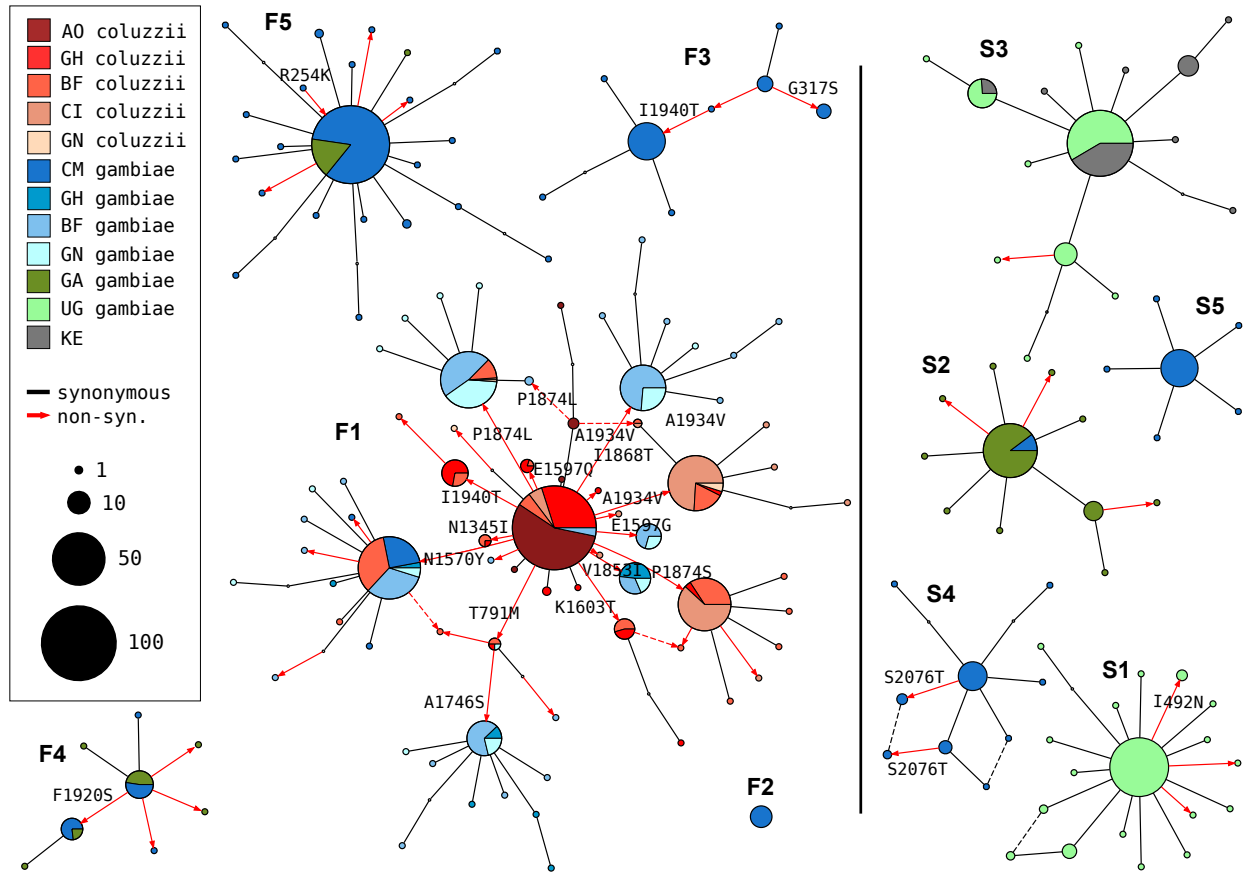 AO coluzzii
GH coluzzii
BF coluzzii
CI coluzzii
GN coluzzii
CM gambiae
GH gambiae
BF gambiae
GN gambiae
GA gambiae
UG gambiae
KE
synonymous
non-syn.
1
10
50
100
F5
R254K
F3
G317S
I1940T
S3
S5
S2
F1
P1874L
A1934V
A1934V
P1874L
I1868T
E1597Q
I1940T
A1934V
N1345I
E1597G
N1570Y
V1853I
P1874S
K1603T
T791M
A1746S
F4
F1920S
F2
S4
S2076T
S2076T
S1
I492N